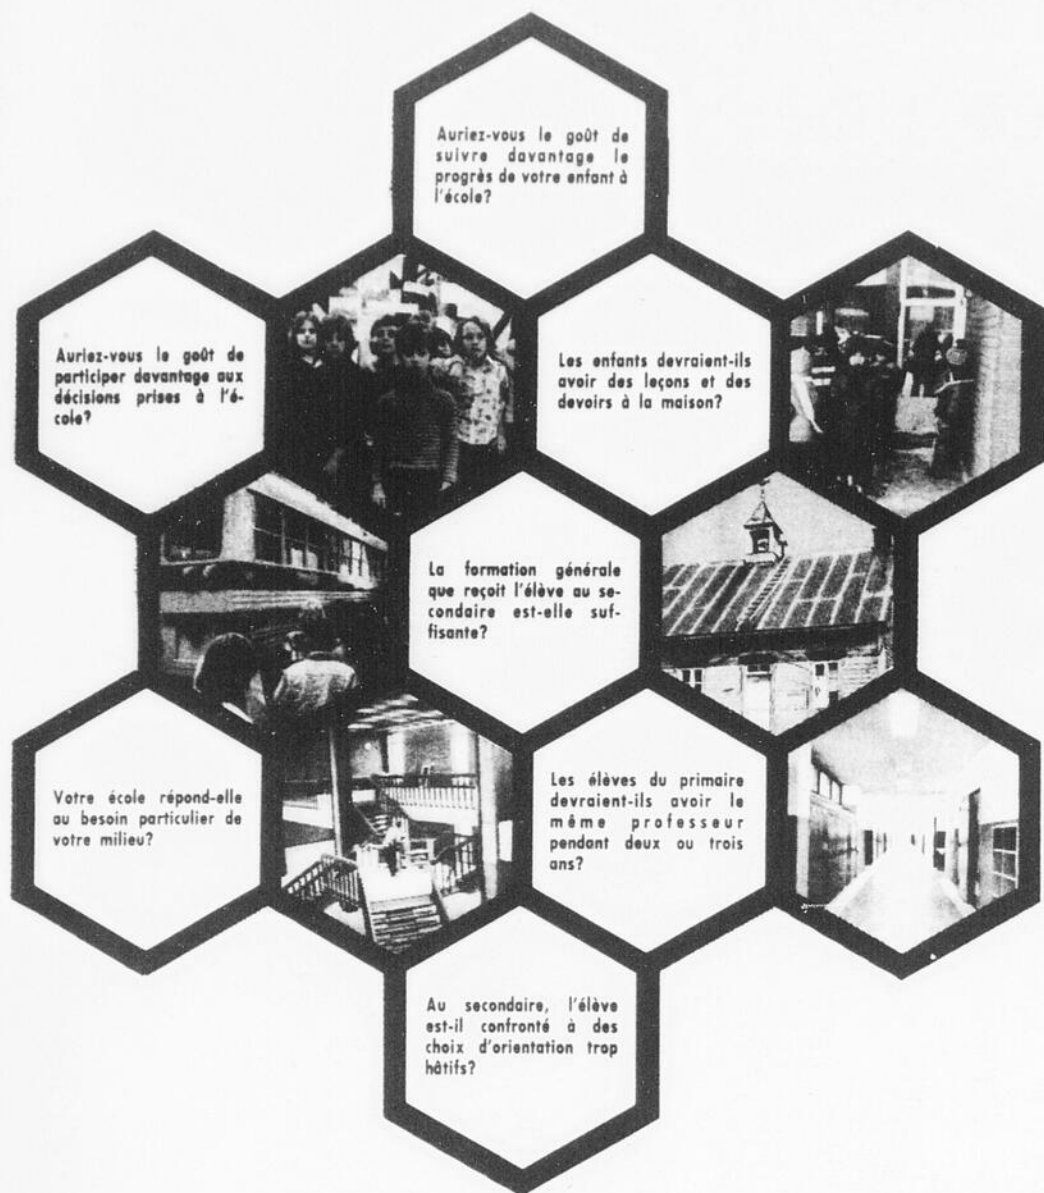 Auriez-vous le goût de
suivre davantage le
progrès de votre enfant à
l'école?
Auriez-vous le goût de
participer davantage aux
décisions prises à l'é-
cole?
Les enfants devraient-ils
avoir des leçons et des
devoirs à la maison?
La formation générale
que reçoit l'élève au se-
condaire est-elle suf-
fisante?
Votre école répond-elle
au besoin particulier de
votre milieu?
Les élèves du primaire
devraient-ils avoir le
même professeur
pendant deux ou trois
ans?
Au secondaire, l'élève
est-il confronté à des
choix d'orientation trop
hâtifs?